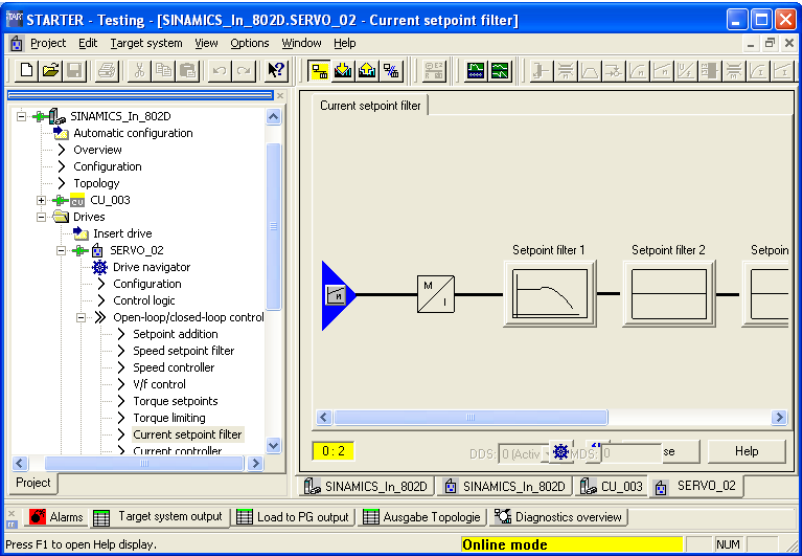 STARTER - Testing - [SINAMICS_In_802D.SERVO_02 - Current setpoint filter]
Project Edit Target system View Options Window Help
SINAMICS_In_802D
Automatic configuration
Overview
Configuration
Topology
CU_003
Drives
Insert drive
SERVO_02
Drive navigator
Configuration
Control logic
Open-loop/closed-loop control
Setpoint addition
Speed setpoint filter
Speed controller
V/f control
Torque setpoints
Torque limiting
Current setpoint filter
Current controller
Project
Current setpoint filter
Setpoint filter 1 Setpoint filter 2 Setpoin
n M I
0 : 2 DDS: 0 (Activ MDS: 0 se Help
SINAMICS_In_802D SINAMICS_In_802D CU_003 SERVO_02
Alarms Target system output Load to PG output Ausgabe Topologie Diagnostics overview
Press F1 to open Help display. Online mode NUM